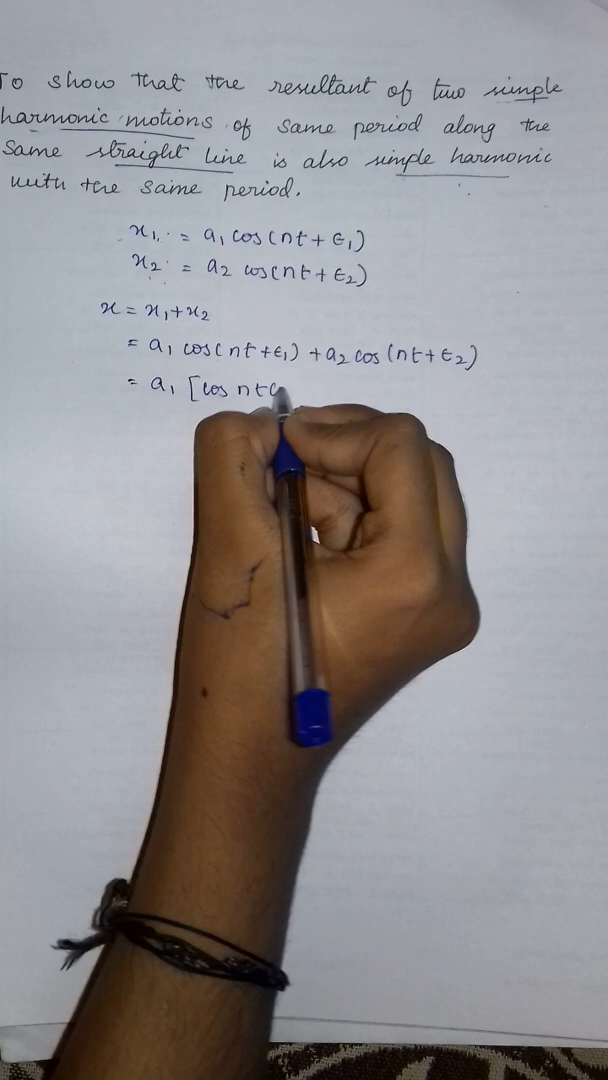 To show that the resultant of two simple
harmonic motions of same period along the
same straight line is also simple harmonic
with the same period.
x₁ = a₁ cos(nt + ϵ₁)
x₂ = a₂ cos(nt + ϵ₂)
x = x₁ + x₂
= a₁ cos(nt + ϵ₁) + a₂ cos(nt + ϵ₂)
= a₁ [cos nt